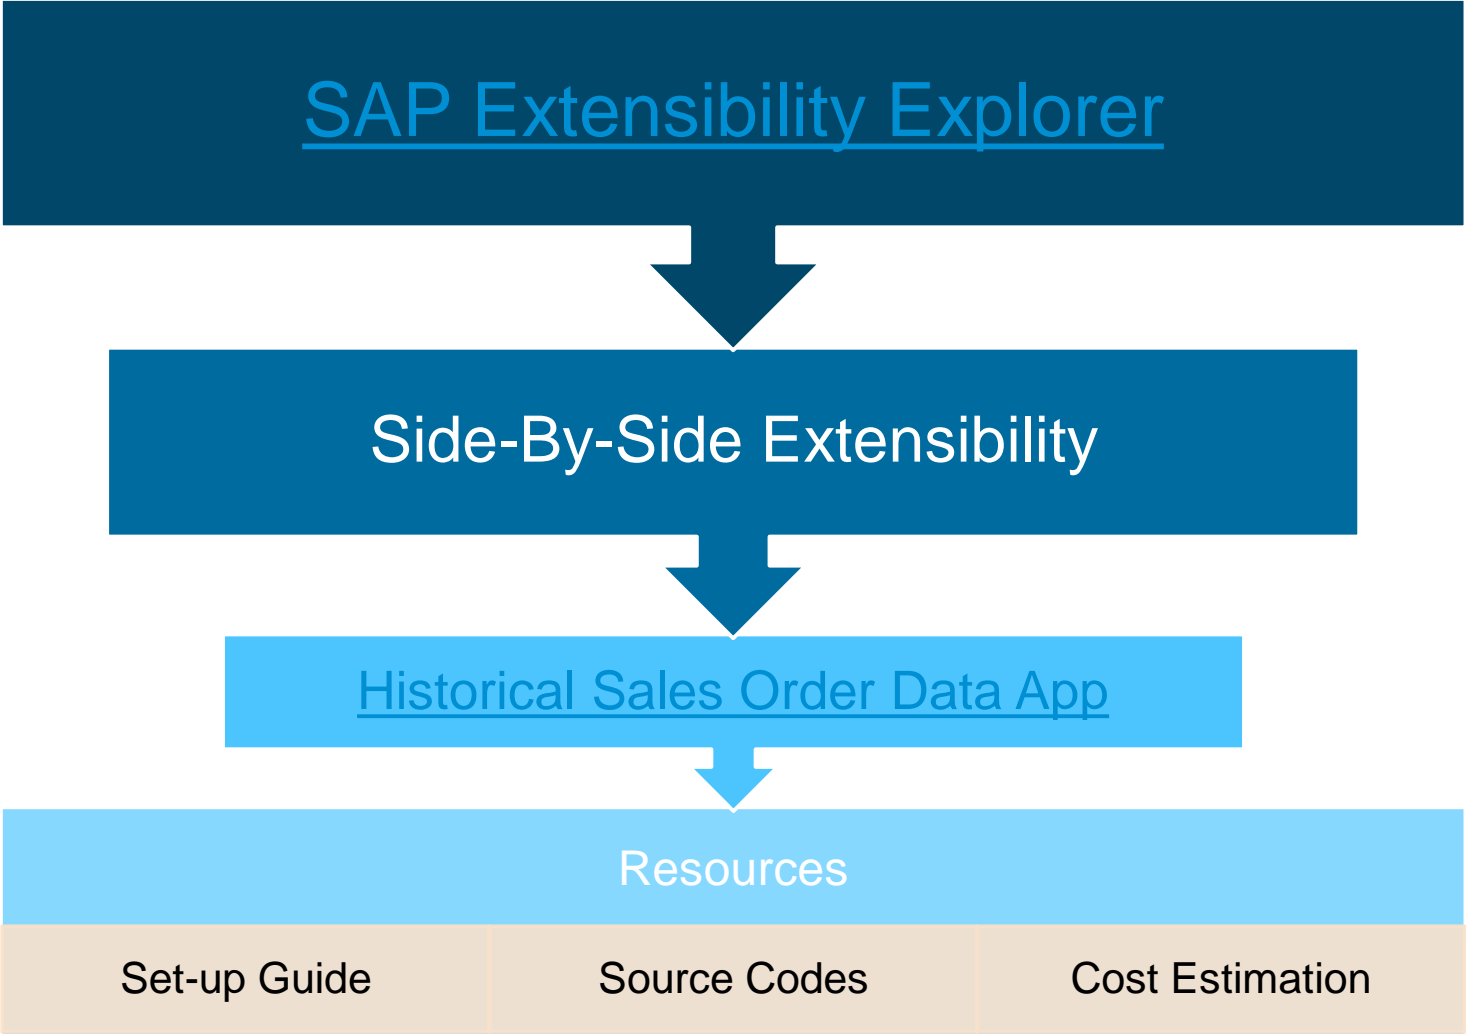 SAP Extensibility Explorer
Side-By-Side Extensibility
Historical Sales Order Data App
Resources
Set-up Guide
Source Codes
Cost Estimation